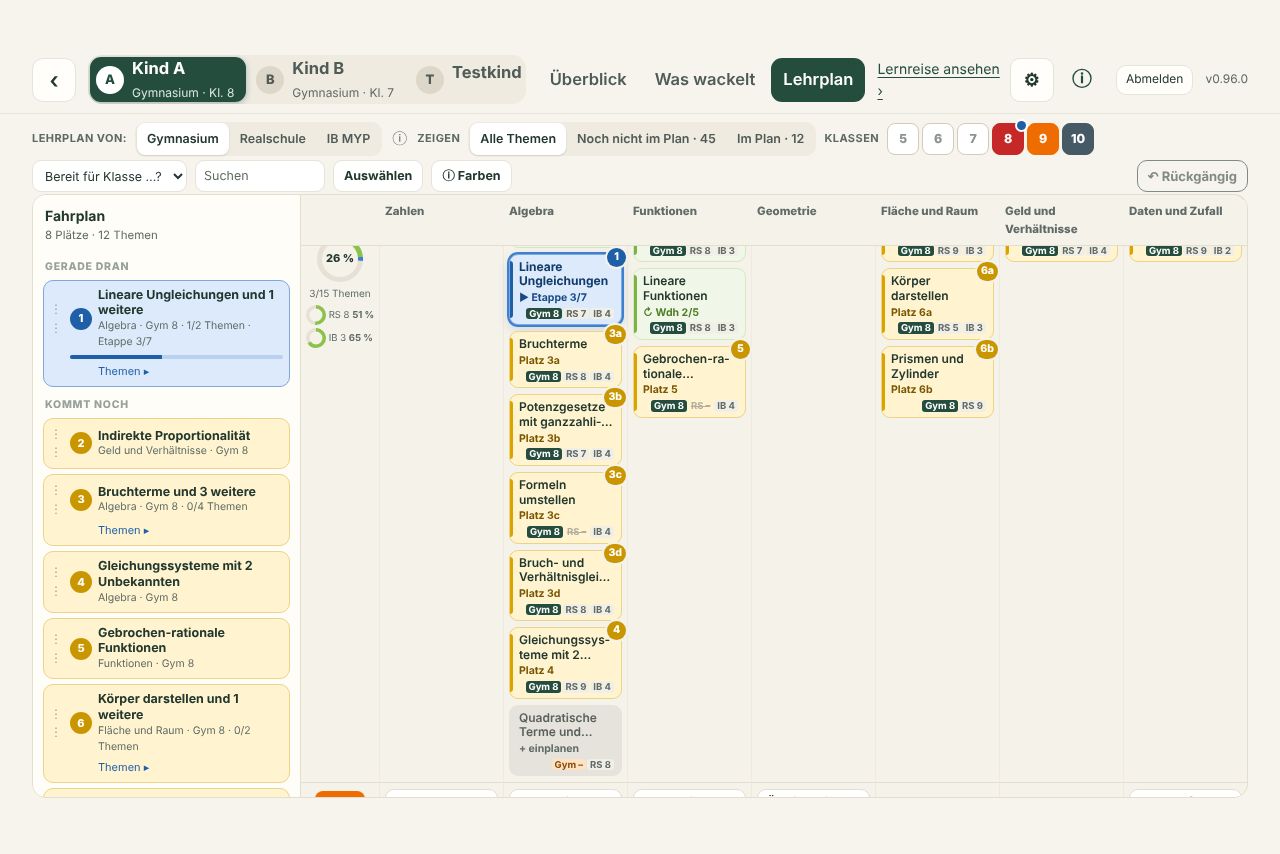 ‹
A
Kind A
Gymnasium · Kl. 8
B
Kind B
Gymnasium · Kl. 7
T
Testkind
Überblick
Was wackelt
Lehrplan
Lernreise ansehen
›
⚙
ⓘ
Abmelden
v0.96.0
LEHRPLAN VON:
Gymnasium
Realschule
IB MYP
ⓘ
ZEIGEN
Alle Themen
Noch nicht im Plan · 45
Im Plan · 12
KLASSEN
5
6
7
8
9
10
Bereit für Klasse …?
Suchen
Auswählen
ⓘ Farben
↶ Rückgängig
Fahrplan
8 Plätze · 12 Themen
GERADE DRAN
1
Lineare Ungleichungen und 1
weitere
Algebra · Gym 8 · 1/2 Themen ·
Etappe 3/7
Themen ▸
KOMMT NOCH
2
Indirekte Proportionalität
Geld und Verhältnisse · Gym 8
3
Bruchterme und 3 weitere
Algebra · Gym 8 · 0/4 Themen
Themen ▸
4
Gleichungssysteme mit 2
Unbekannten
Algebra · Gym 8
5
Gebrochen-rationale
Funktionen
Funktionen · Gym 8
6
Körper darstellen und 1
weitere
Fläche und Raum · Gym 8 · 0/2
Themen
Themen ▸
Zahlen
Algebra
Funktionen
Geometrie
Fläche und Raum
Geld und
Verhältnisse
Daten und Zufall
26 %
3/15 Themen
RS 8 51 %
IB 3 65 %
1
Lineare
Ungleichungen
▶ Etappe 3/7
Gym 8 RS 7 IB 4
3a
Bruchterme
Platz 3a
Gym 8 RS 8 IB 4
3b
Potenzgesetze
mit ganzzahli-…
Platz 3b
Gym 8 RS 7 IB 4
3c
Formeln
umstellen
Platz 3c
Gym 8 RS – IB 4
3d
Bruch- und
Verhältnisglei…
Platz 3d
Gym 8 RS 8 IB 4
4
Gleichungssys-
teme mit 2…
Platz 4
Gym 8 RS 9 IB 4
Quadratische
Terme und…
+ einplanen
Gym – RS 8
Gym 8 RS 8 IB 3
Lineare
Funktionen
↻ Wdh 2/5
Gym 8 RS 8 IB 3
5
Gebrochen-ra-
tionale…
Platz 5
Gym 8 RS – IB 4
Gym 8 RS 9 IB 3
6a
Körper
darstellen
Platz 6a
Gym 8 RS 5 IB 3
6b
Prismen und
Zylinder
Platz 6b
Gym 8 RS 9
Gym 8 RS 7 IB 4
Gym 8 RS 9 IB 2